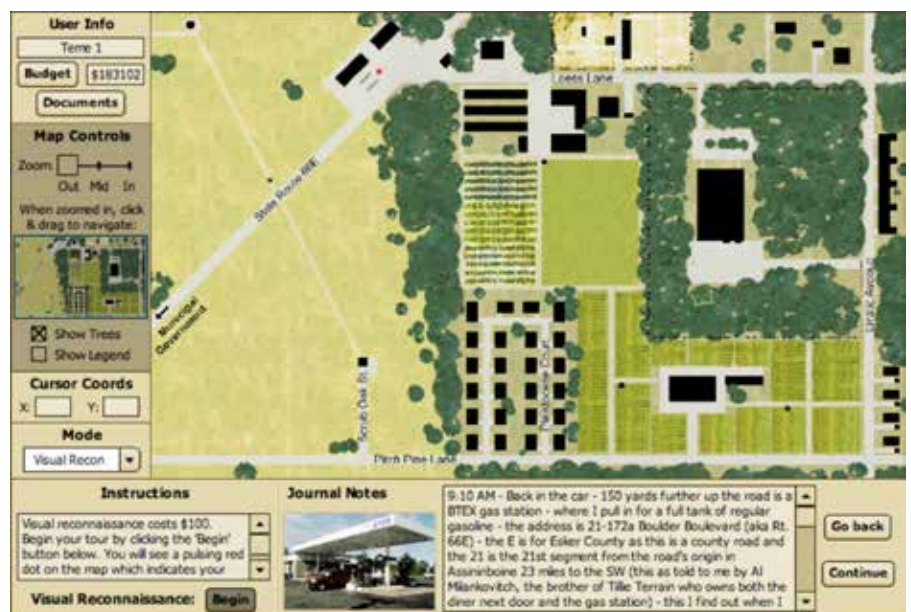 User Info
Teme 1
Budget $183102
Documents
Map Controls
Zoom:
Out Mid In
When zoomed in, click
& drag to navigate:
Show Trees
Show Legend
Cursor Coords
X: Y:
Mode
Visual Recon
Loess Lane
State Route 66E
Municipal
Government
Scrub Oak
Pitch Pine Lane
Pleistocene Court
Instructions
Visual reconnaissance costs $100.
Begin your tour by clicking the 'Begin'
button below. You will see a pulsing red
dot on the map which indicates your
Visual Reconnaissance: Begin
Journal Notes
9:10 AM - Back in the car - 150 yards further up the road is a
BTEX gas station - where I pull in for a full tank of regular
gasoline - the address is 21-172a Boulder Boulevard (aka Rt.
66E) - the E is for Esker County as this is a county road and
the 21 is the 21st segment from the road's origin in
Assininboine 23 miles to the SW (this as told to me by Al
Milankovitch, the brother of Tillie Terrain who owns both the
diner next door and the gas station) - this I find out when I
Go back
Continue